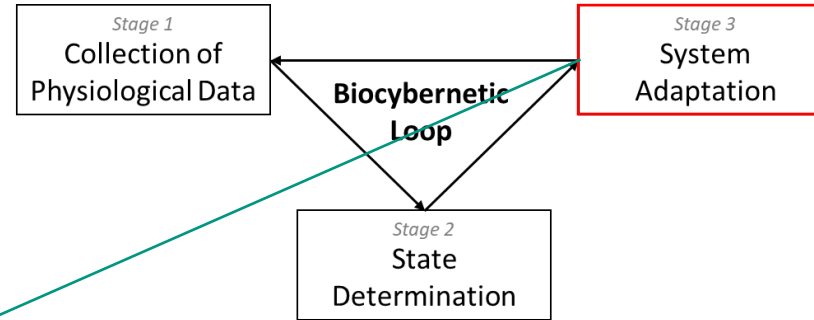 Stage 1
Collection of
Physiological Data
Biocybernetic
Loop
Stage 3
System
Adaptation
Stage 2
State
Determination